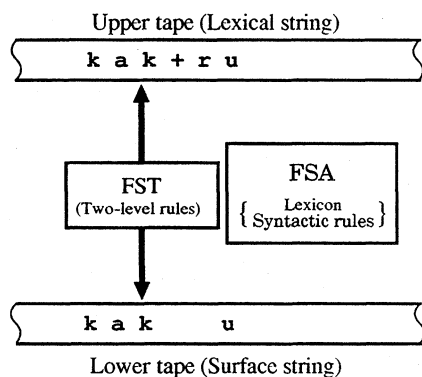 Upper tape (Lexical string)
k a k + r u
FST
(Two-level rules)
FSA
{ Lexicon
Syntactic rules }
k a k u
Lower tape (Surface string)